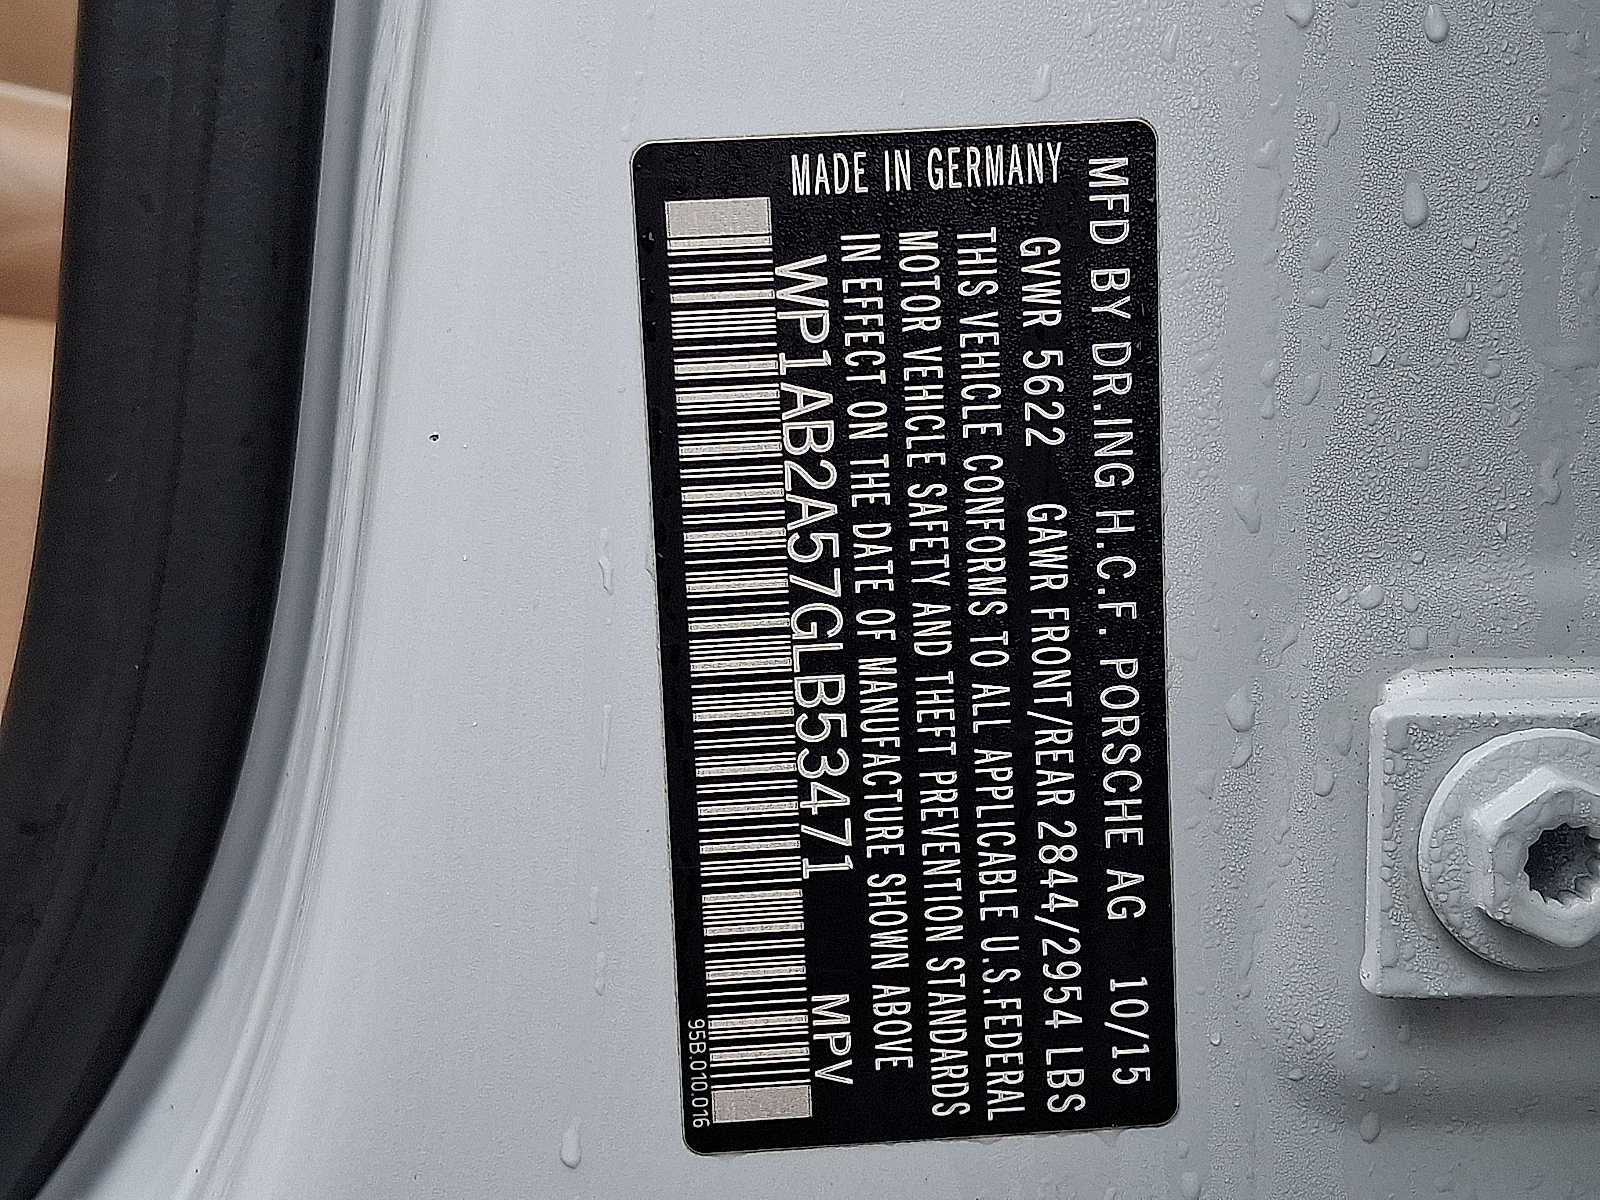 MFD BY DR.ING H.C.F. PORSCHE AG 10/15
MADE IN GERMANY
GVWR 5622 GAWR FRONT/REAR 2844/2954 LBS
THIS VEHICLE CONFORMS TO ALL APPLICABLE U.S.FEDERAL
MOTOR VEHICLE SAFETY AND THEFT PREVENTION STANDARDS
IN EFFECT ON THE DATE OF MANUFACTURE SHOWN ABOVE
WP1AB2A57GLB53471 MPV
95B.010.016